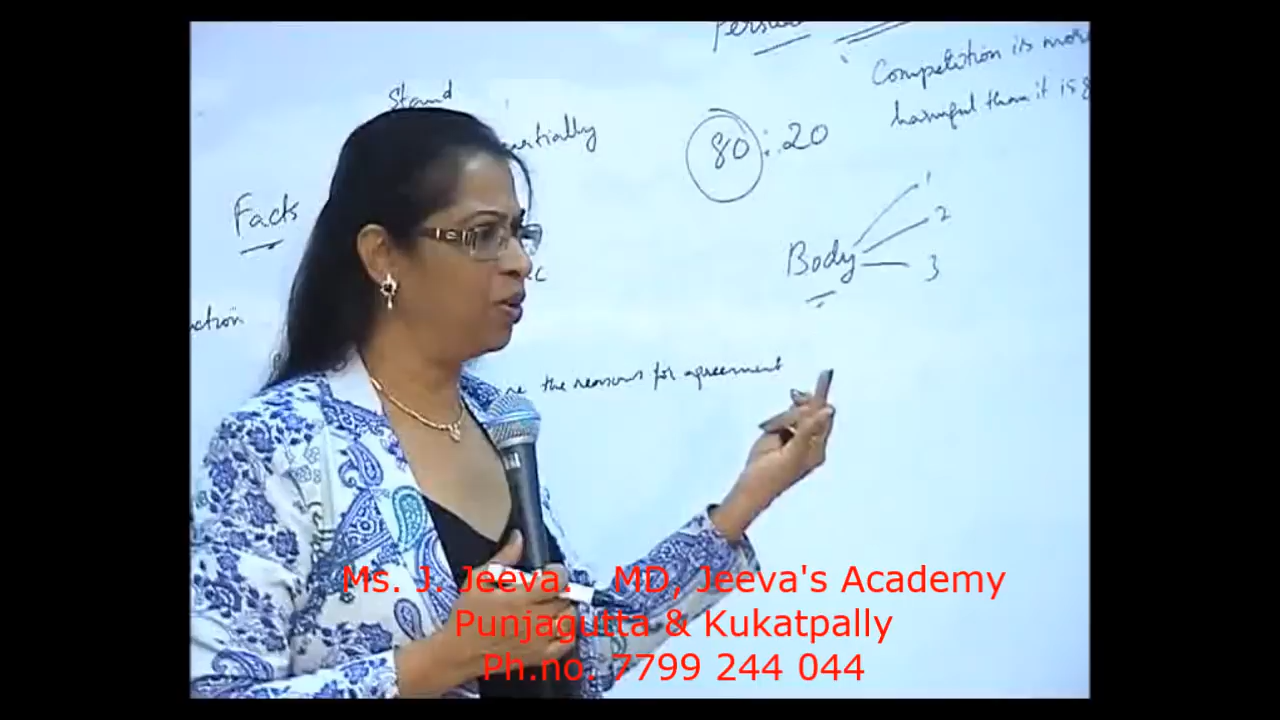 Stand
Competition is more
harmful than it is
80 : 20
Facts
1
2
Body
3
the reasons for agreement
Ms. J. Jeeva. MD, Jeeva's Academy
Punjagutta & Kukatpally
Ph.no. 7799 244 044